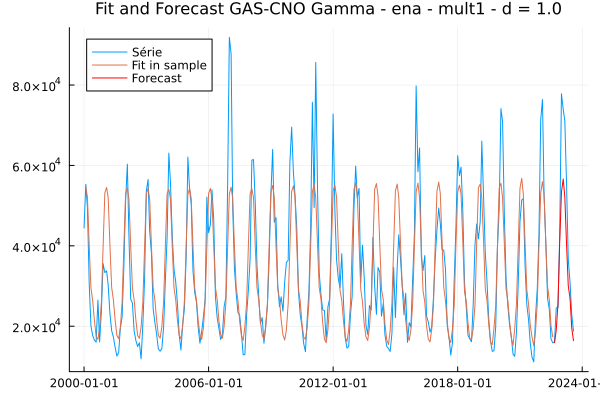 Fit and Forecast GAS-CNO Gamma - ena - mult1 - d = 1.0
Série
Fit in sample
Forecast
8.0×10⁴
6.0×10⁴
4.0×10⁴
2.0×10⁴
2000-01-01 2006-01-01 2012-01-01 2018-01-01 2024-01-